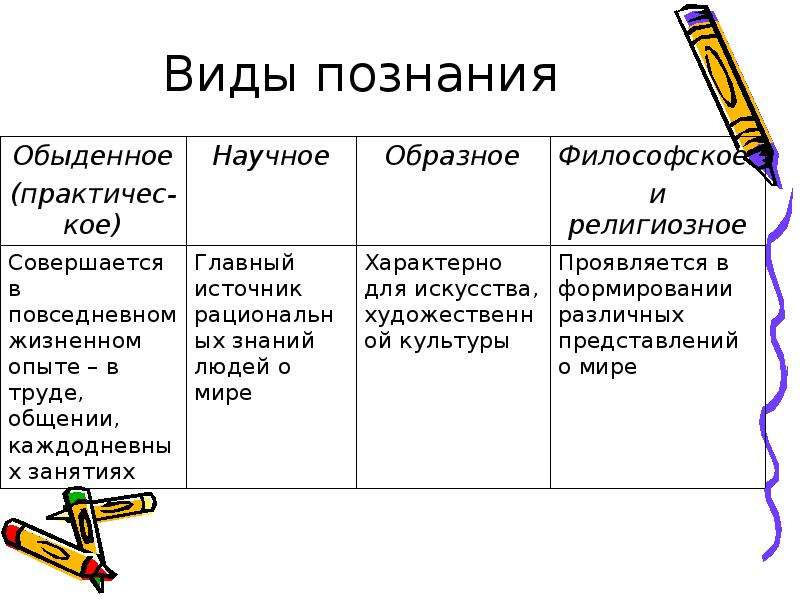 Виды познания
Обыденное
(практичес-
кое)
Научное
Образное
Философское
и
религиозное
Совершается
в
повседневном
жизненном
опыте – в
труде,
общении,
каждодневны
х занятиях
Главный
источник
рациональн
ых знаний
людей о
мире
Характерно
для искусства,
художественн
ой культуры
Проявляется в
формировании
различных
представлений
о мире